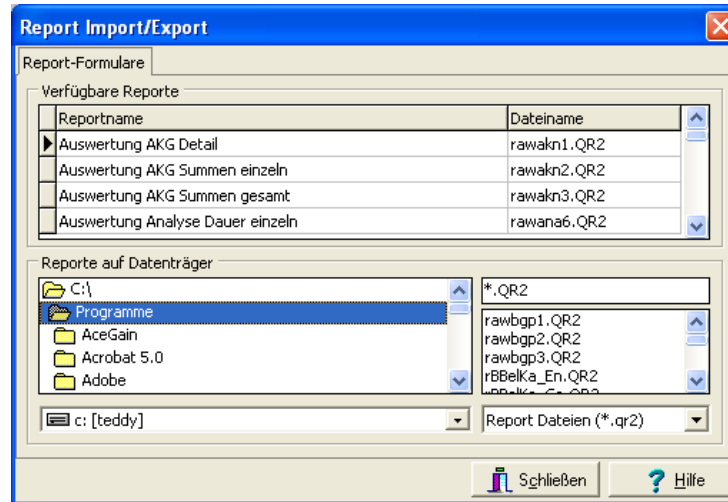 Report Import/Export
Report-Formulare
Verfügbare Reporte
Reportname Dateiname
Auswertung AKG Detail rawakn1.QR2
Auswertung AKG Summen einzeln rawakn2.QR2
Auswertung AKG Summen gesamt rawakn3.QR2
Auswertung Analyse Dauer einzeln rawana6.QR2
Reporte auf Datenträger
C:\ *.QR2
Programme rawbgp1.QR2
AceGain rawbgp2.QR2
Acrobat 5.0 rawbgp3.QR2
Adobe rBBelKa_En.QR2
c: [teddy] Report Dateien (*.qr2)
Schließen Hilfe